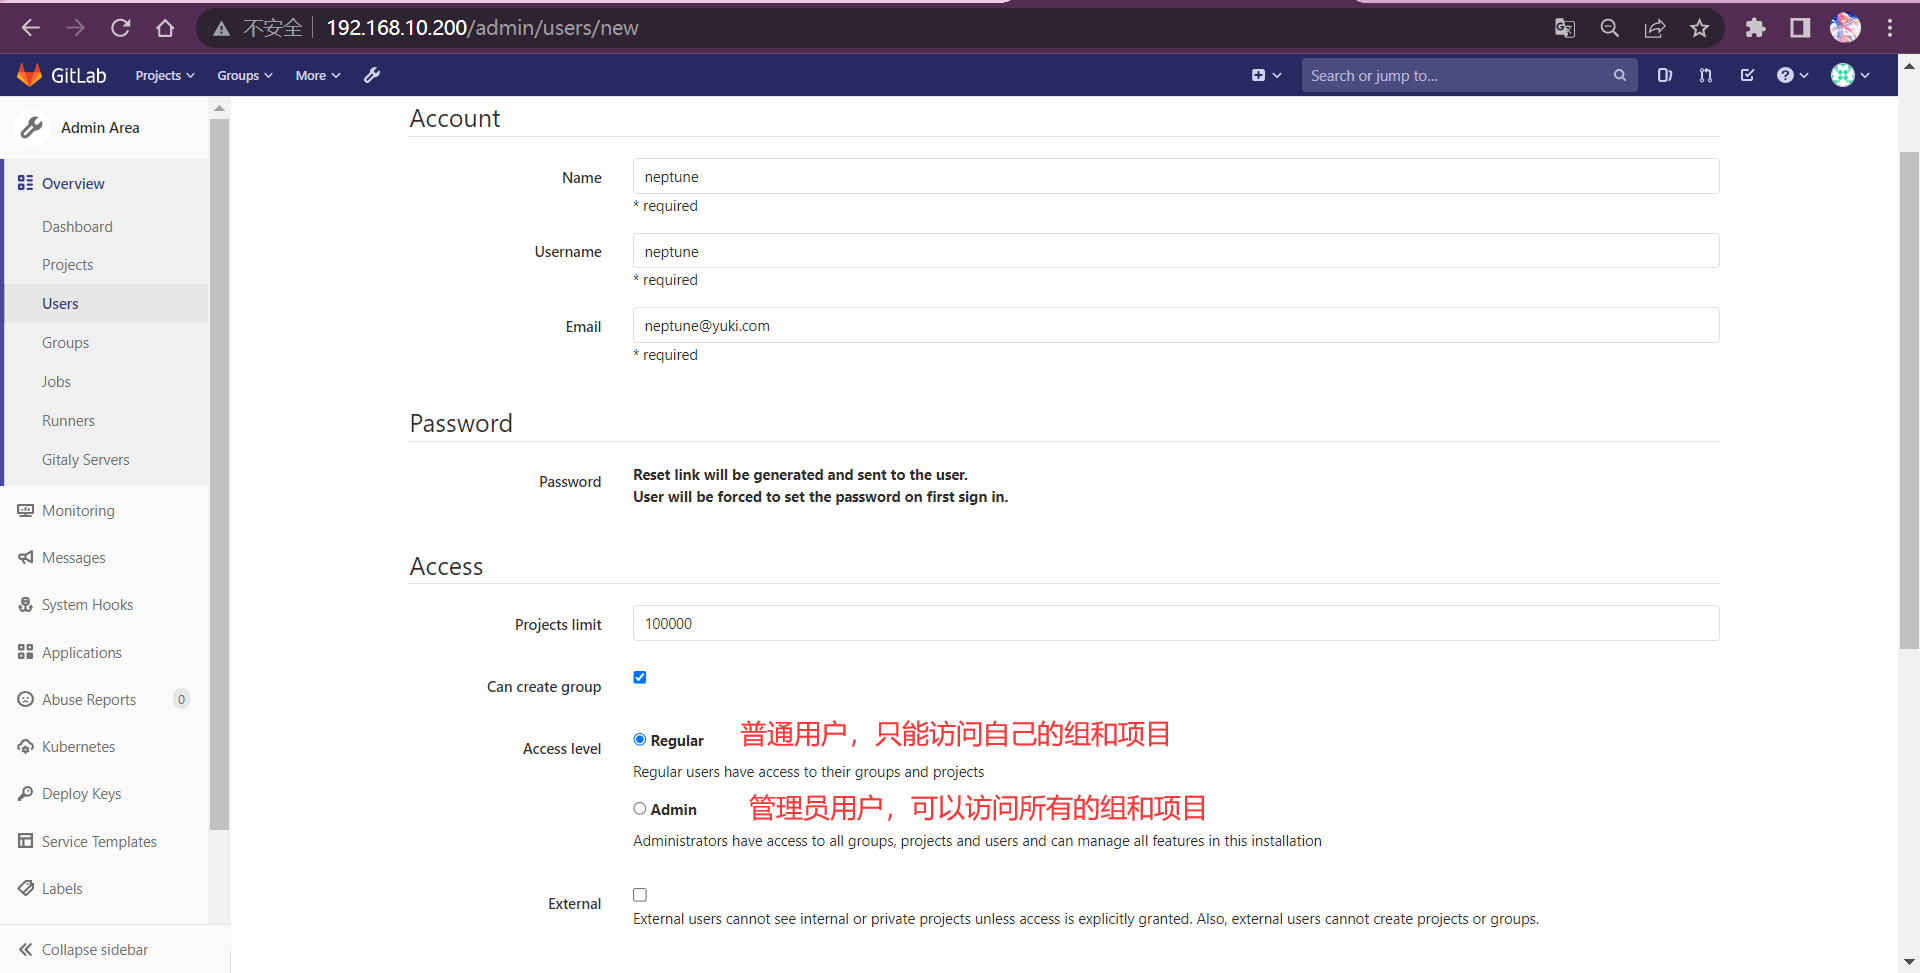 不安全 192.168.10.200/admin/users/new
GitLab Projects Groups More Search or jump to...
Admin Area
Overview
Dashboard
Projects
Users
Groups
Jobs
Runners
Gitaly Servers
Monitoring
Messages
System Hooks
Applications
Abuse Reports 0
Kubernetes
Deploy Keys
Service Templates
Labels
Collapse sidebar
Account
Name neptune
* required
Username neptune
* required
Email neptune@yuki.com
* required
Password
Password Reset link will be generated and sent to the user.
User will be forced to set the password on first sign in.
Access
Projects limit 100000
Can create group
Access level Regular 普通用户，只能访问自己的组和项目
Regular users have access to their groups and projects
Admin 管理员用户，可以访问所有的组和项目
Administrators have access to all groups, projects and users and can manage all features in this installation
External
External users cannot see internal or private projects unless access is explicitly granted. Also, external users cannot create projects or groups.